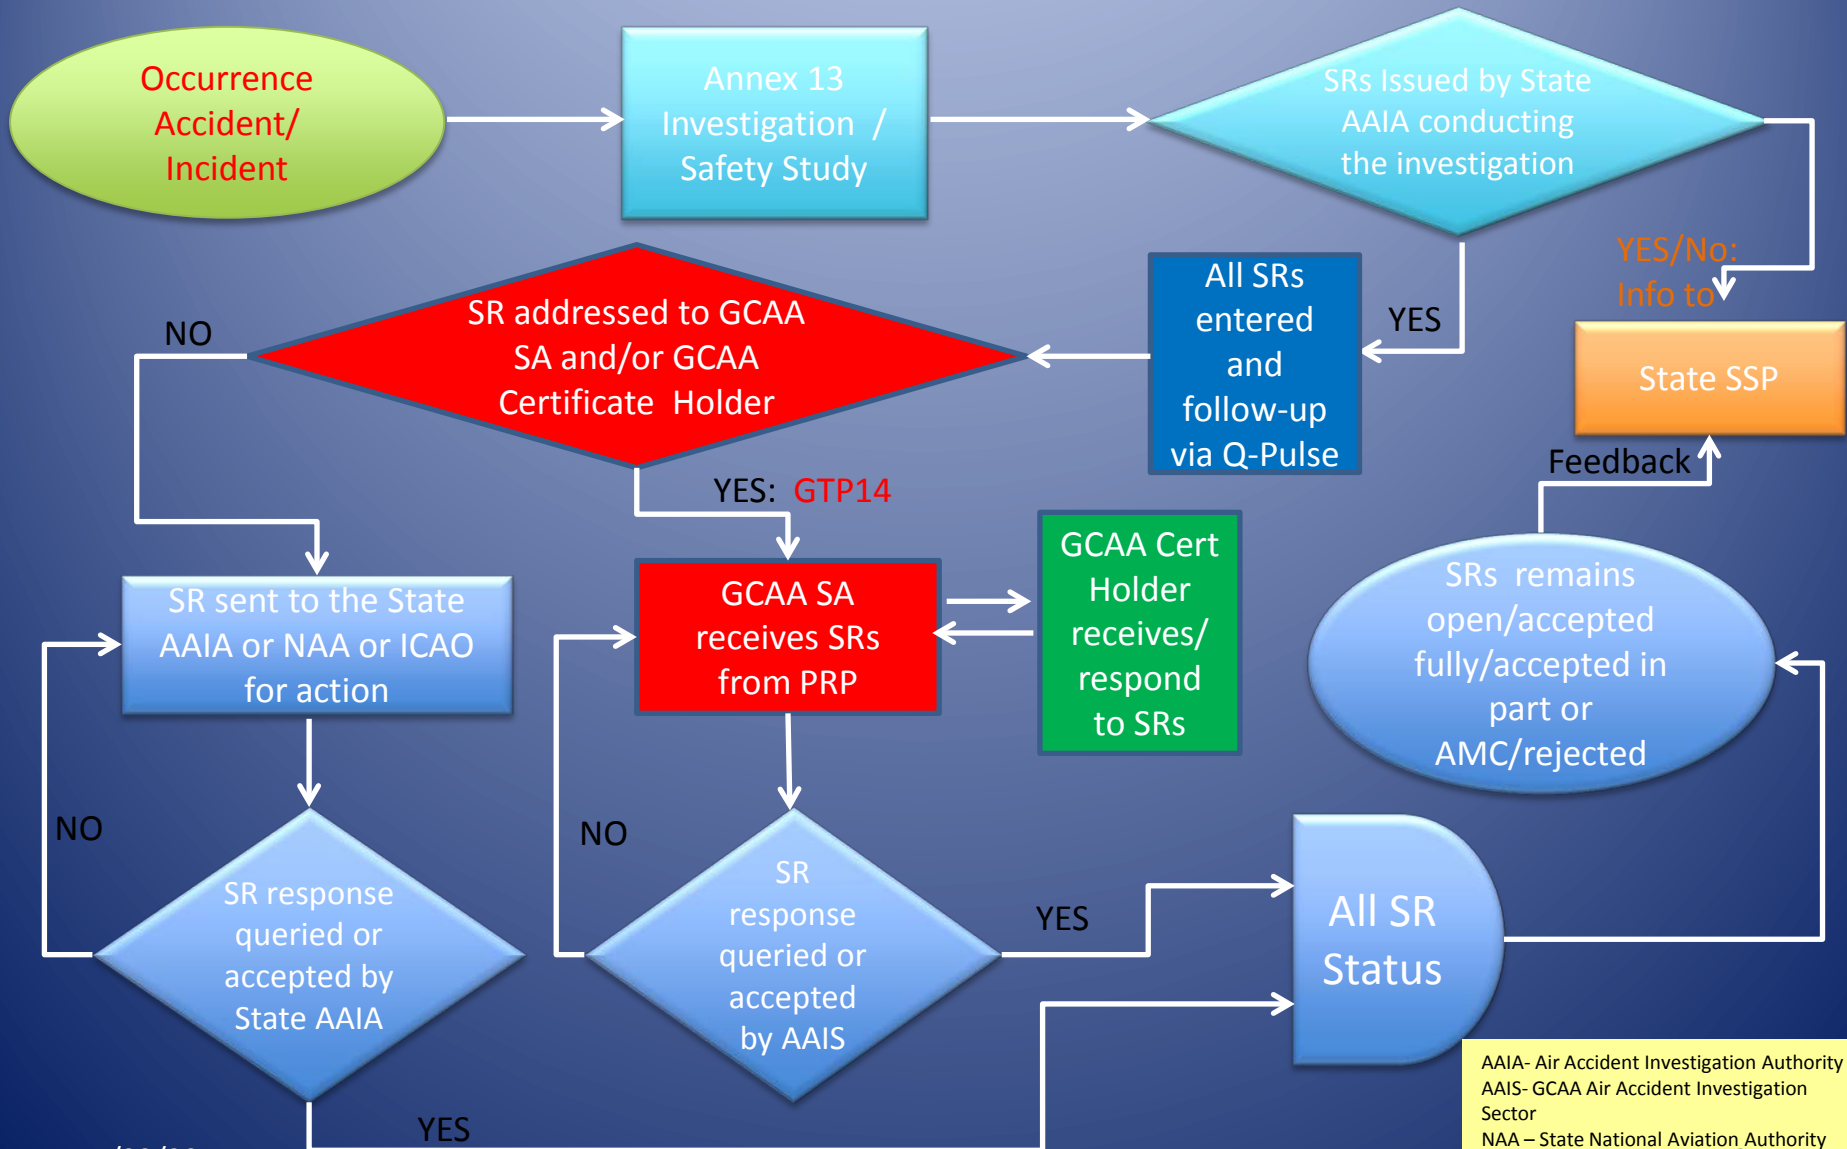 Occurrence
Accident/
Incident
Annex 13
Investigation /
Safety Study
SRs Issued by State
AAIA conducting
the investigation
YES/No:
Info to
State SSP
YES
All SRs
entered
and
follow-up
via Q-Pulse
SR addressed to GCAA
SA and/or GCAA
Certificate Holder
NO
YES: GTP14
Feedback
SR sent to the State
AAIA or NAA or ICAO
for action
GCAA SA
receives SRs
from PRP
GCAA Cert
Holder
receives/
respond
to SRs
SRs remains
open/accepted
fully/accepted in
part or
AMC/rejected
NO
SR response
queried or
accepted by
State AAIA
NO
SR
response
queried or
accepted
by AAIS
YES
All SR
Status
YES
AAIA- Air Accident Investigation Authority
AAIS- GCAA Air Accident Investigation
Sector
NAA – State National Aviation Authority